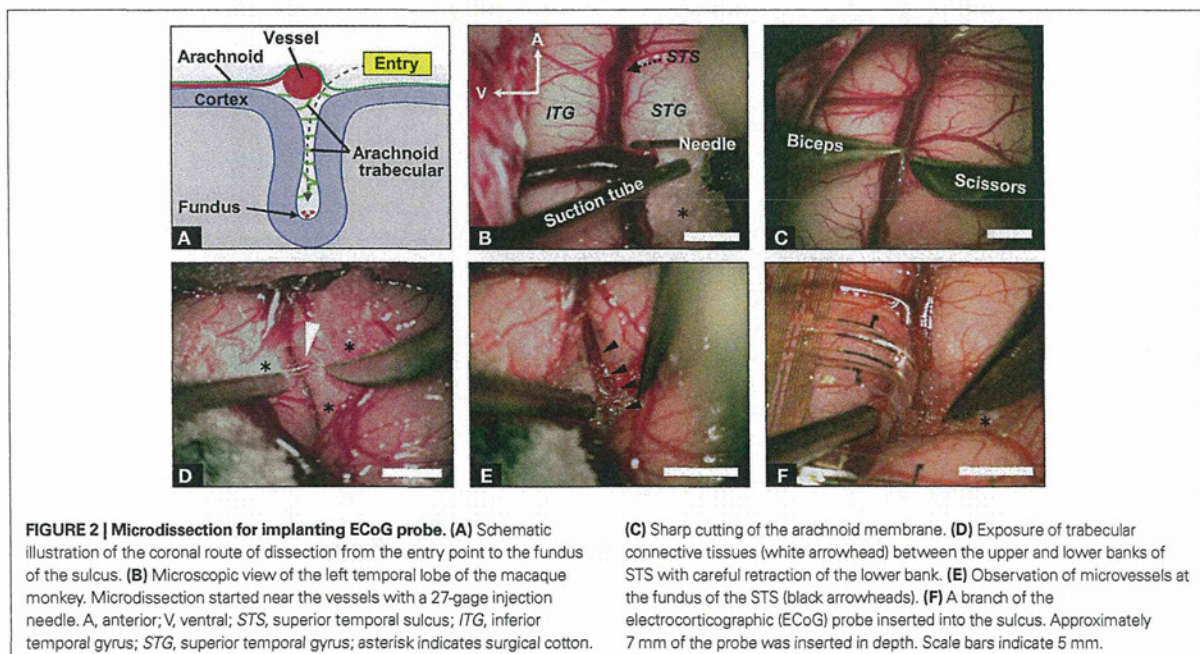 Vessel
Arachnoid
Entry
Cortex
Arachnoid
trabecular
Fundus
A
A
V
STS
ITG
STG
Needle
Suction tube
*
B
Biceps
Scissors
C
*
*
*
D
E
*
F
FIGURE 2 | Microdissection for implanting ECoG probe. (A) Schematic
illustration of the coronal route of dissection from the entry point to the fundus
of the sulcus. (B) Microscopic view of the left temporal lobe of the macaque
monkey. Microdissection started near the vessels with a 27-gage injection
needle. A, anterior; V, ventral; STS, superior temporal sulcus; ITG, inferior
temporal gyrus; STG, superior temporal gyrus; asterisk indicates surgical cotton.
(C) Sharp cutting of the arachnoid membrane. (D) Exposure of trabecular
connective tissues (white arrowhead) between the upper and lower banks of
STS with careful retraction of the lower bank. (E) Observation of microvessels at
the fundus of the STS (black arrowheads). (F) A branch of the
electrocorticographic (ECoG) probe inserted into the sulcus. Approximately
7 mm of the probe was inserted in depth. Scale bars indicate 5 mm.